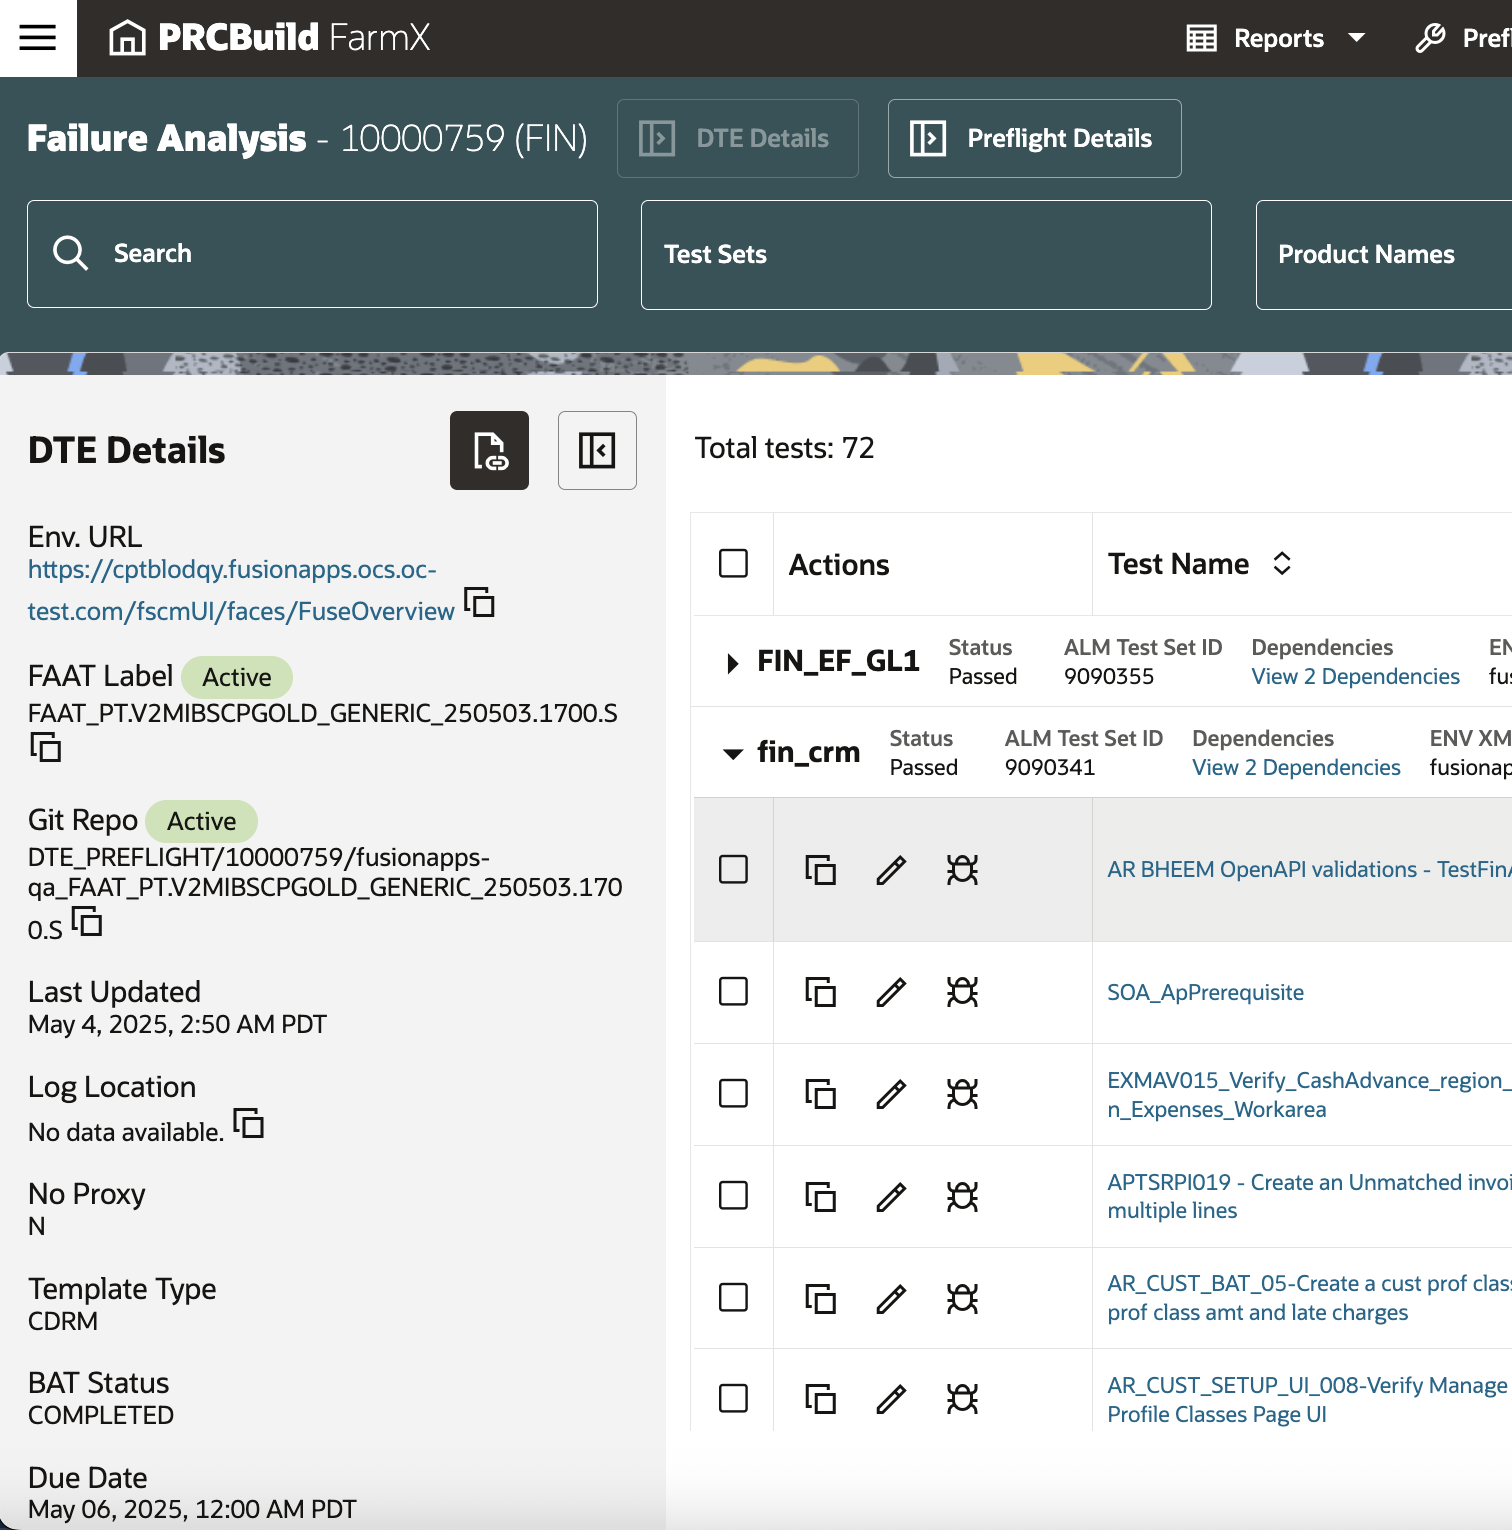 PRCBuild FarmX
Reports
Failure Analysis - 10000759 (FIN)
DTE Details
Preflight Details
Search
Test Sets
Product Names
DTE Details
Env. URL
https://cptblodqy.fusionapps.ocs.oc-
test.com/fscmUI/faces/FuseOverview
FAAT Label Active
FAAT_PT.V2MIBSCPGOLD_GENERIC_250503.1700.S
Git Repo Active
DTE_PREFLIGHT/10000759/fusionapps-
qa_FAAT_PT.V2MIBSCPGOLD_GENERIC_250503.170
0.S
Last Updated
May 4, 2025, 2:50 AM PDT
Log Location
No data available.
No Proxy
N
Template Type
CDRM
BAT Status
COMPLETED
Due Date
May 06, 2025, 12:00 AM PDT
Total tests: 72
Actions
Test Name
FIN_EF_GL1
Status
Passed
ALM Test Set ID
9090355
Dependencies
View 2 Dependencies
fin_crm
Status
Passed
ALM Test Set ID
9090341
Dependencies
View 2 Dependencies
ENV XM
fusionap
AR BHEEM OpenAPI validations - TestFin
SOA_ApPrerequisite
EXMAV015_Verify_CashAdvance_region_
n_Expenses_Workarea
APTSRPI019 - Create an Unmatched invoi
multiple lines
AR_CUST_BAT_05-Create a cust prof clas
prof class amt and late charges
AR_CUST_SETUP_UI_008-Verify Manage
Profile Classes Page UI